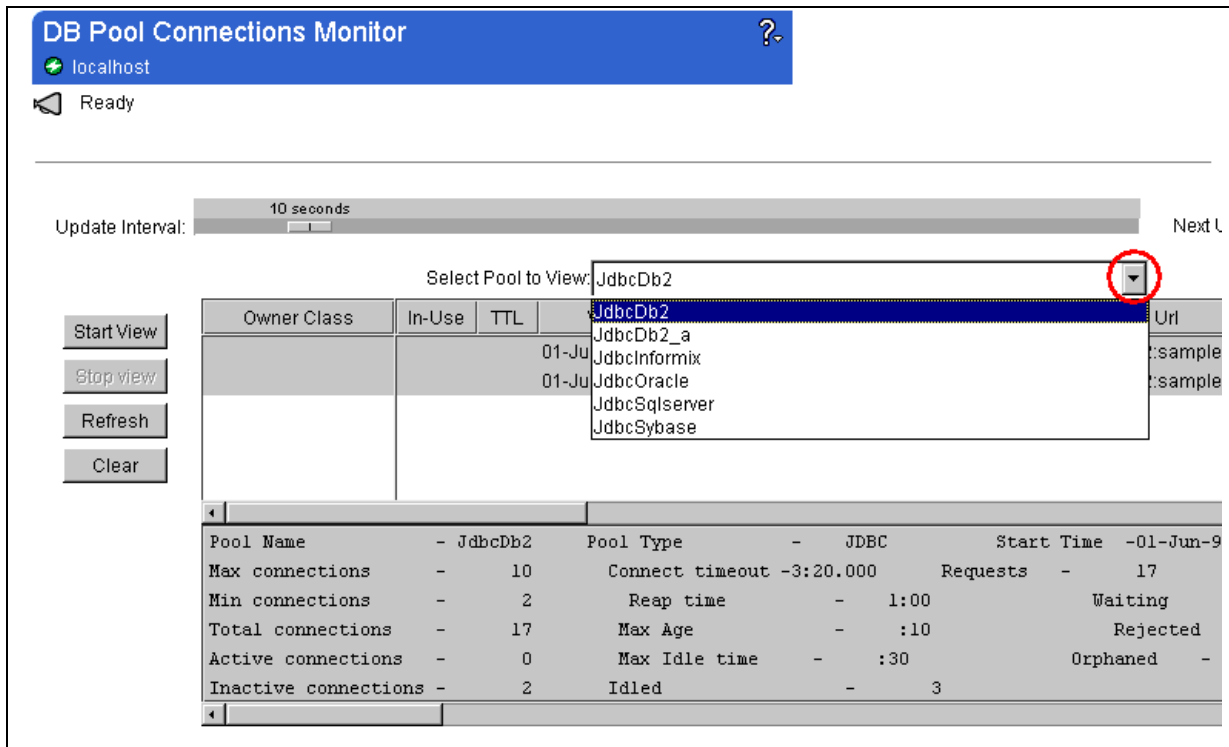 DB Pool Connections Monitor
?
localhost
Ready
10 seconds
Update Interval:
Next U
Select Pool to View: JdbcDb2
JdbcDb2
JdbcDb2_a
JdbcInformix
JdbcOracle
JdbcSqlserver
JdbcSybase
Start View
Stop view
Refresh
Clear
Owner Class In-Use TTL Url
01-Ju :sample
01-Ju :sample
Pool Name - JdbcDb2 Pool Type - JDBC Start Time -01-Jun-9
Max connections - 10 Connect timeout -3:20.000 Requests - 17
Min connections - 2 Reap time - 1:00 Waiting
Total connections - 17 Max Age - :10 Rejected
Active connections - 0 Max Idle time - :30 Orphaned -
Inactive connections - 2 Idled - 3